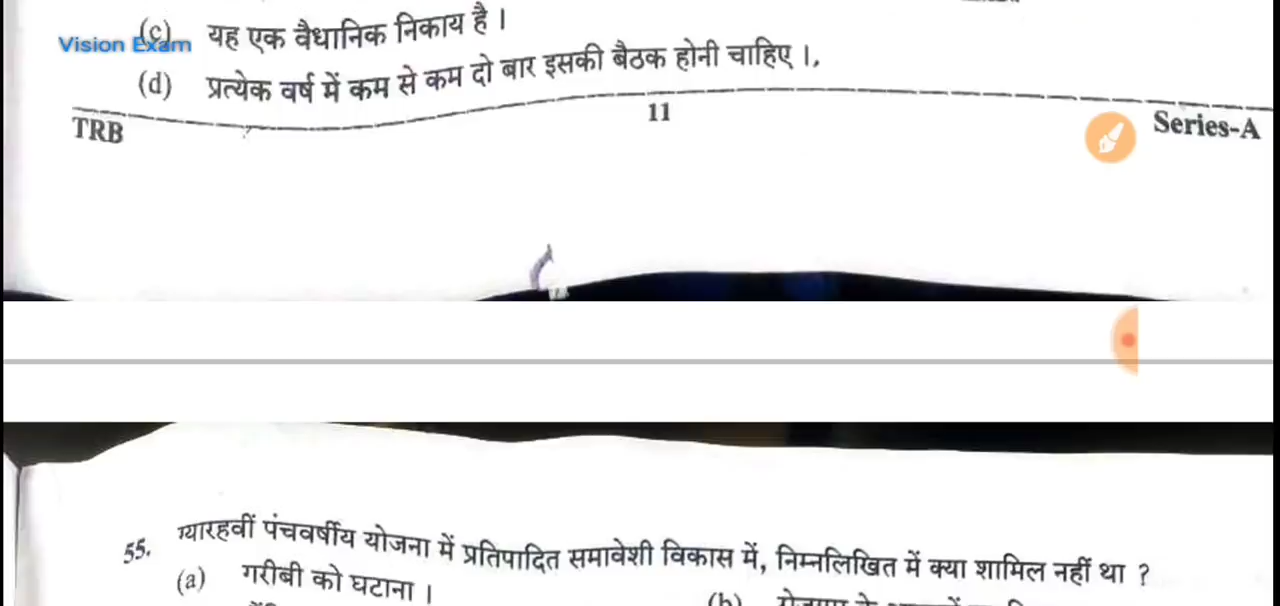 (c) यह एक वैधानिक निकाय है ।
Vision Exam
(d) प्रत्येक वर्ष में कम से कम दो बार इसकी बैठक होनी चाहिए ।
TRB 11 Series-A
55. ग्यारहवीं पंचवर्षीय योजना में प्रतिपादित समावेशी विकास में, निम्नलिखित में क्या शामिल नहीं था ?
(a) गरीबी को घटाना । (b)